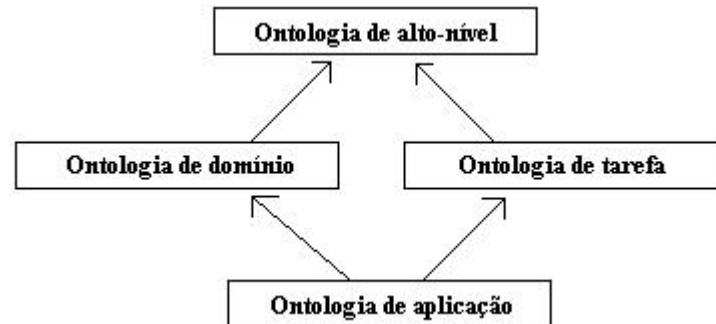 Ontologia de alto-nível
Ontologia de domínio
Ontologia de tarefa
Ontologia de aplicação